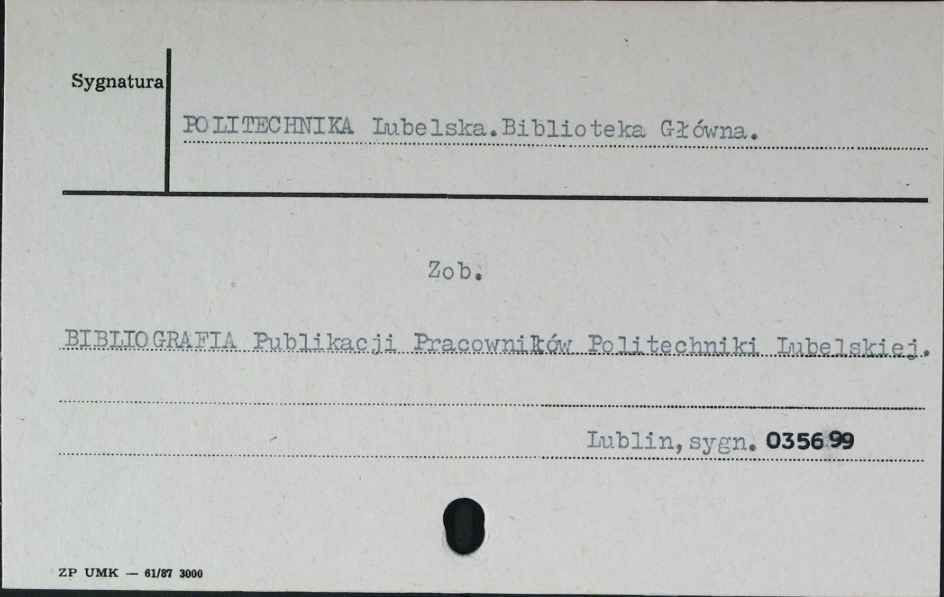 Sygnatura
POLITECHNIKA Lubelska.Biblioteka Główna.
Zob.
BIBLIOGRAFIA Publikacji Pracowników Politechniki Lubelskiej.
Lublin, sygn. 035699
ZP UMK — 61/87 3000